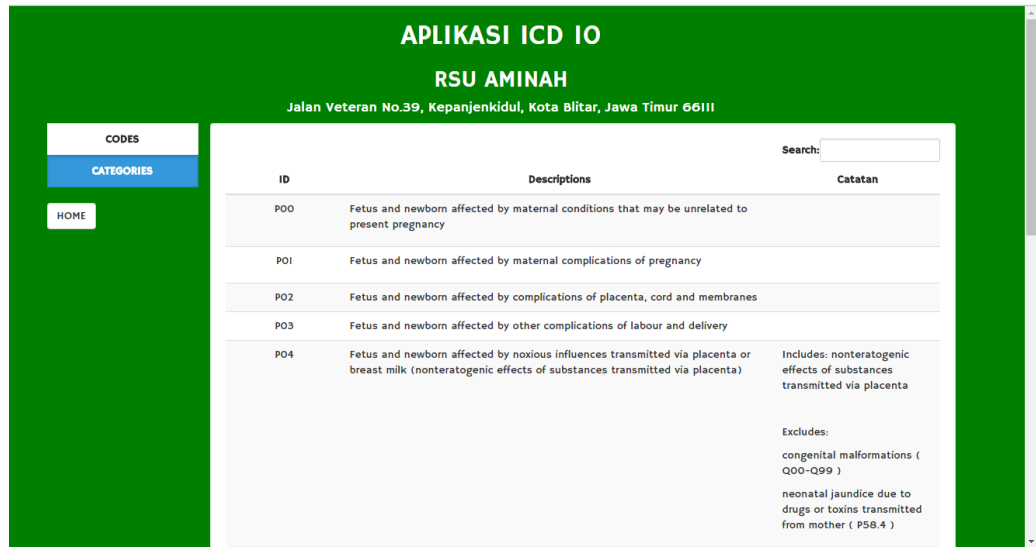 APLIKASI ICD 10
RSU AMINAH
Jalan Veteran No.39, Kepanjenkidul, Kota Blitar, Jawa Timur 66111
CODES
CATEGORIES
HOME
Search:
ID Descriptions Catatan
P00 Fetus and newborn affected by maternal conditions that may be unrelated to
present pregnancy
P01 Fetus and newborn affected by maternal complications of pregnancy
P02 Fetus and newborn affected by complications of placenta, cord and membranes
P03 Fetus and newborn affected by other complications of labour and delivery
P04 Fetus and newborn affected by noxious influences transmitted via placenta or Includes: nonteratogenic
breast milk (nonteratogenic effects of substances transmitted via placenta) effects of substances
transmitted via placenta
Excludes:
congenital malformations (
Q00-Q99 )
neonatal jaundice due to
drugs or toxins transmitted
from mother ( P58.4 )